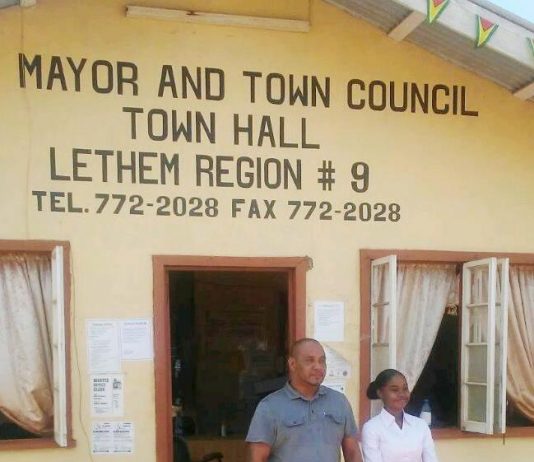 MAYOR AND TOWN COUNCIL
TOWN HALL
LETHEM REGION # 9
TEL. 772-2028 FAX 772-2028